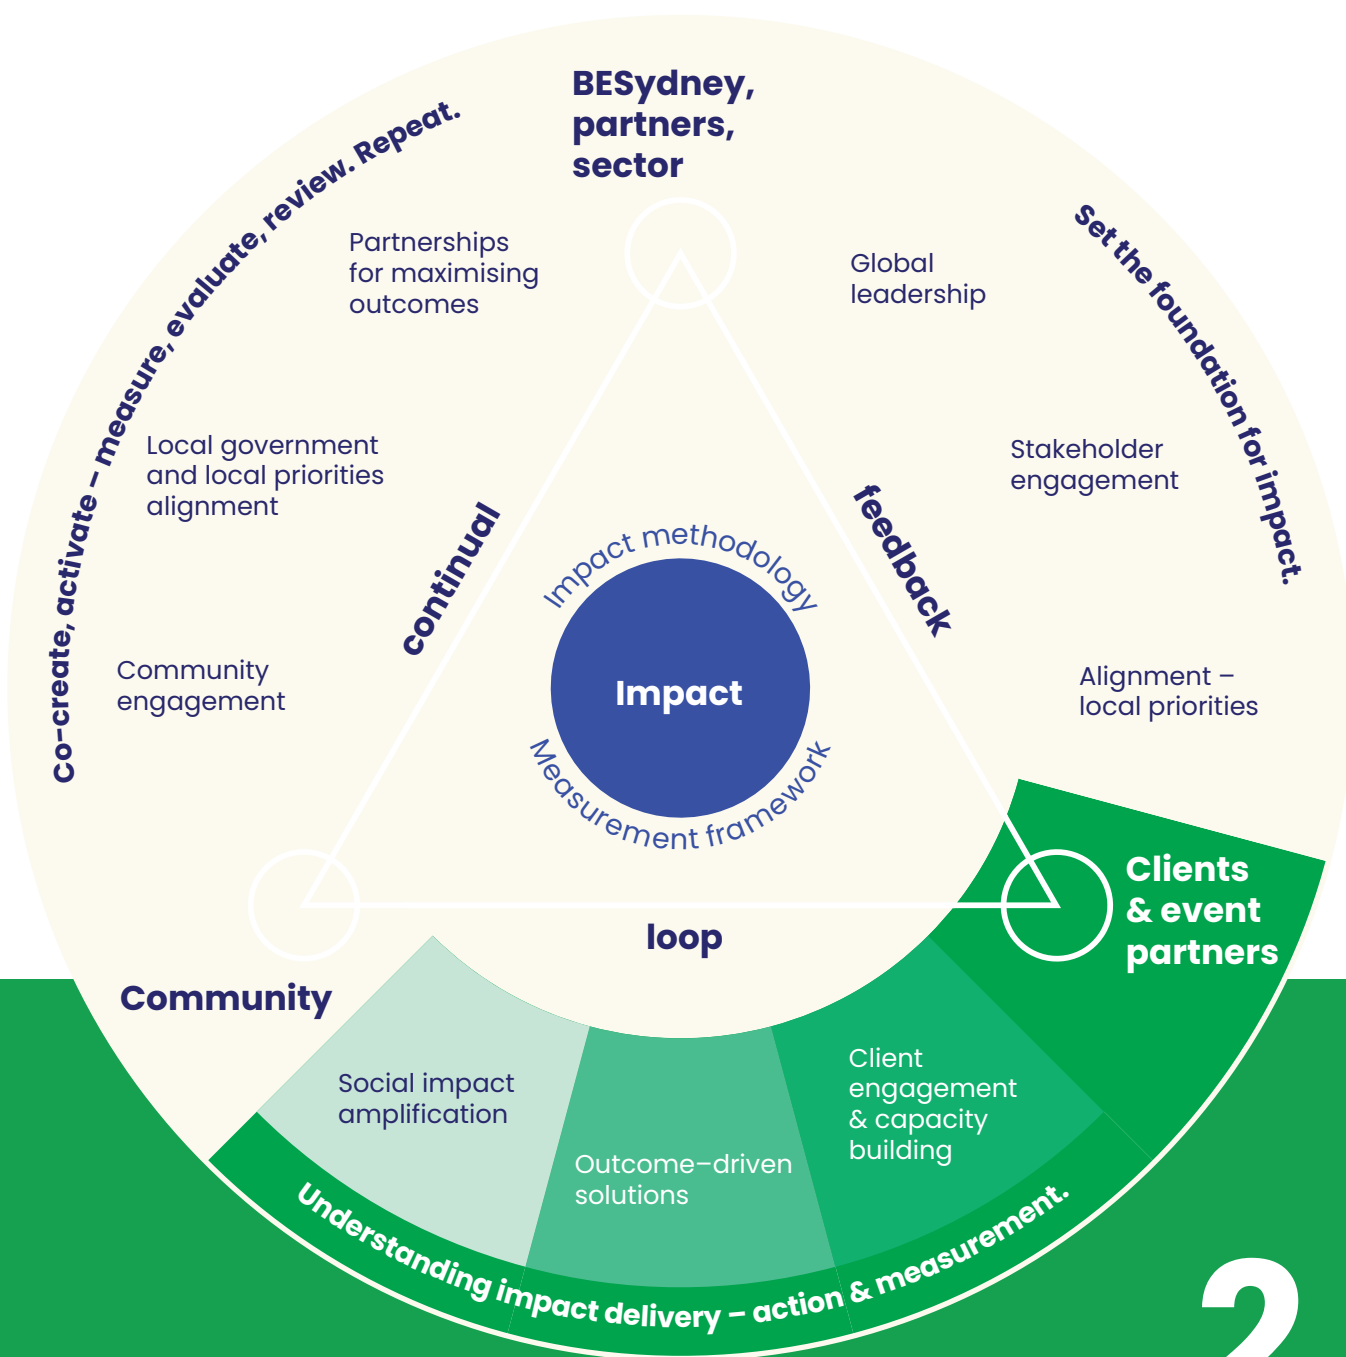 BESydney,
partners,
sector
Co-create, activate – measure, evaluate, review. Repeat.
Set the foundation for impact.
Partnerships
for maximising
outcomes
Global
leadership
Local government
and local priorities
alignment
Stakeholder
engagement
continual
feedback
Impact methodology
Impact
Measurement framework
Community
engagement
Alignment –
local priorities
Clients
& event
partners
loop
Community
Social impact
amplification
Outcome–driven
solutions
Client
engagement
& capacity
building
Understanding impact delivery – action & measurement.
2